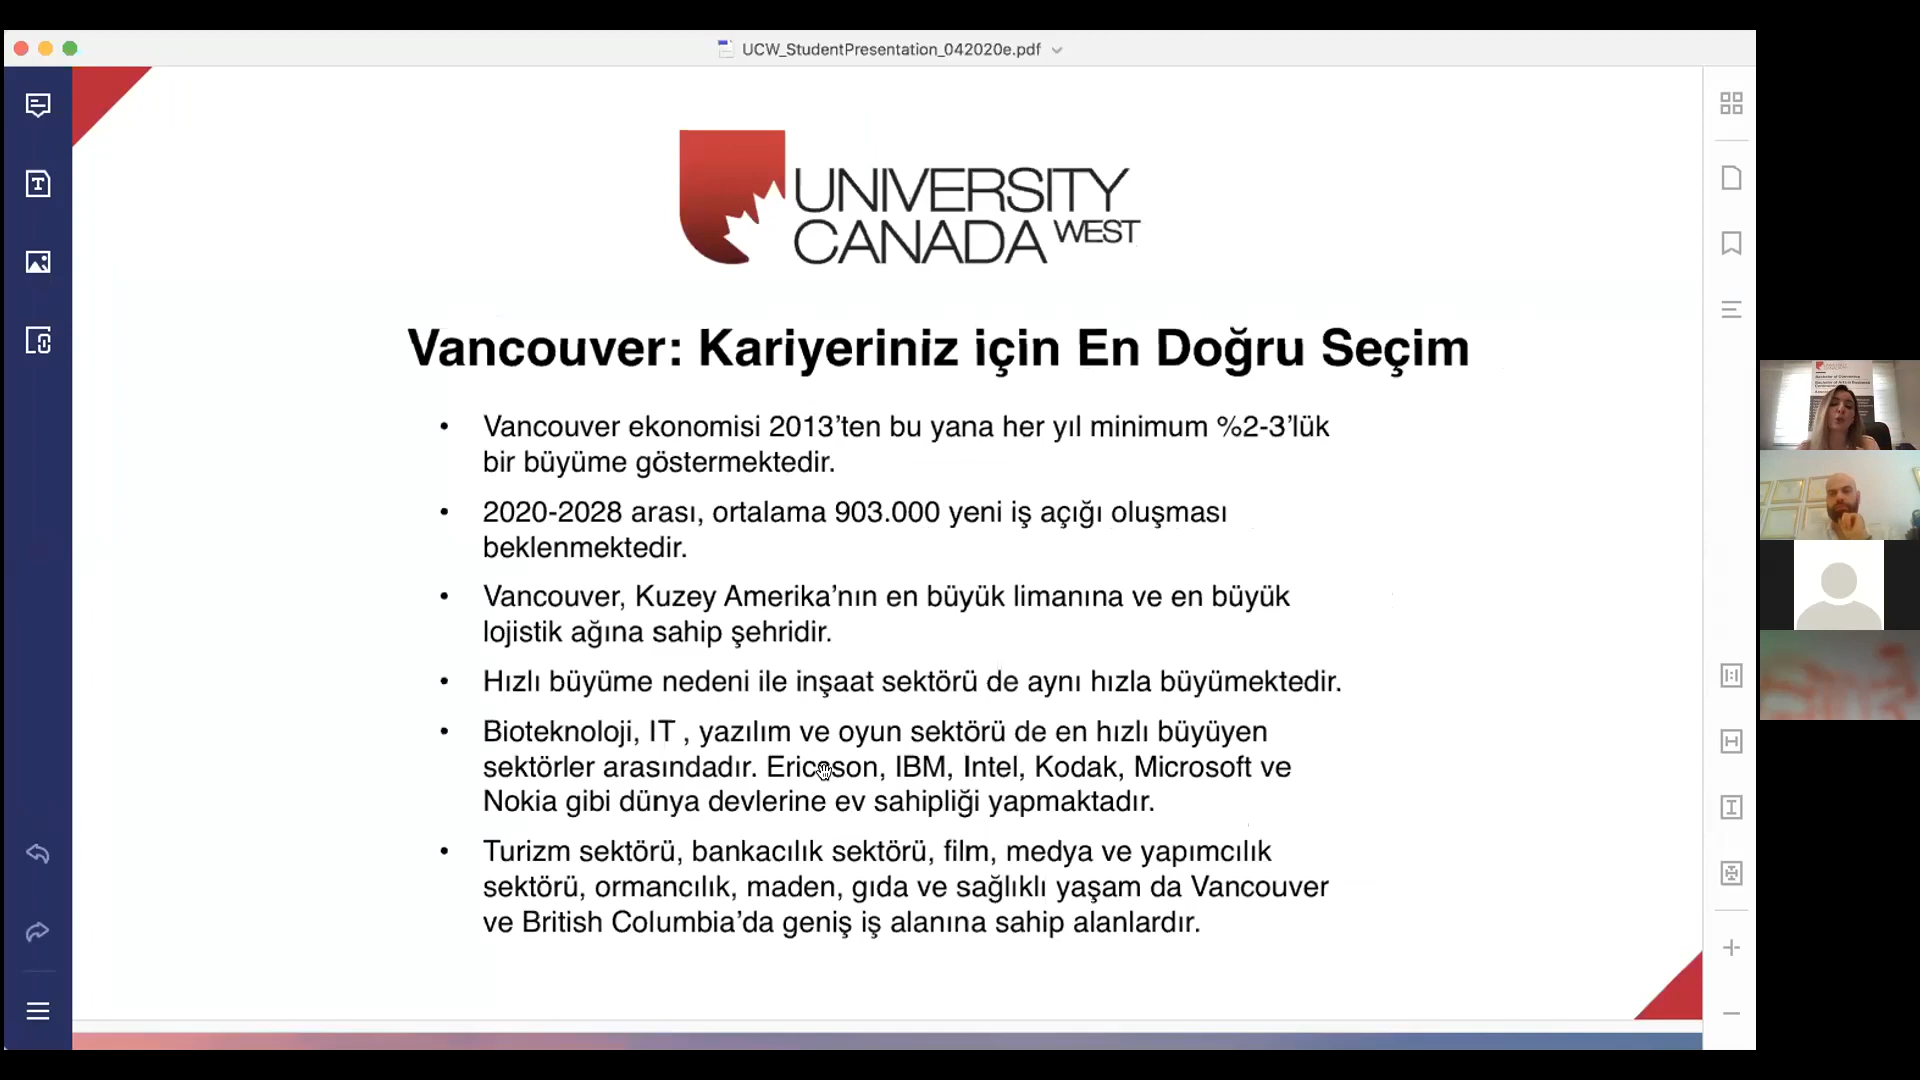 UCW_StudentPresentation_042020e.pdf
UNIVERSITY
CANADA WEST
Vancouver: Kariyeriniz için En Doğru Seçim
• Vancouver ekonomisi 2013’ten bu yana her yıl minimum %2-3’lük
bir büyüme göstermektedir.
• 2020-2028 arası, ortalama 903.000 yeni iş açığı oluşması
beklenmektedir.
• Vancouver, Kuzey Amerika’nın en büyük limanına ve en büyük
lojistik ağına sahip şehridir.
• Hızlı büyüme nedeni ile inşaat sektörü de aynı hızla büyümektedir.
• Bioteknoloji, IT , yazılım ve oyun sektörü de en hızlı büyüyen
sektörler arasındadır. Ericsson, IBM, Intel, Kodak, Microsoft ve
Nokia gibi dünya devlerine ev sahipliği yapmaktadır.
• Turizm sektörü, bankacılık sektörü, film, medya ve yapımcılık
sektörü, ormancılık, maden, gıda ve sağlıklı yaşam da Vancouver
ve British Columbia’da geniş iş alanına sahip alanlardır.